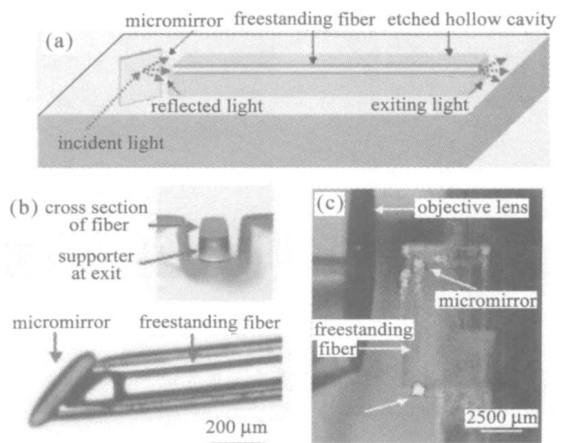 (a)
micromirror
freestanding fiber
etched hollow cavity
reflected light
exiting light
incident light
(b)
cross section
of fiber
supporter
at exit
micromirror
freestanding fiber
200 μm
(c)
objective lens
micromirror
freestanding
fiber
2500 μm